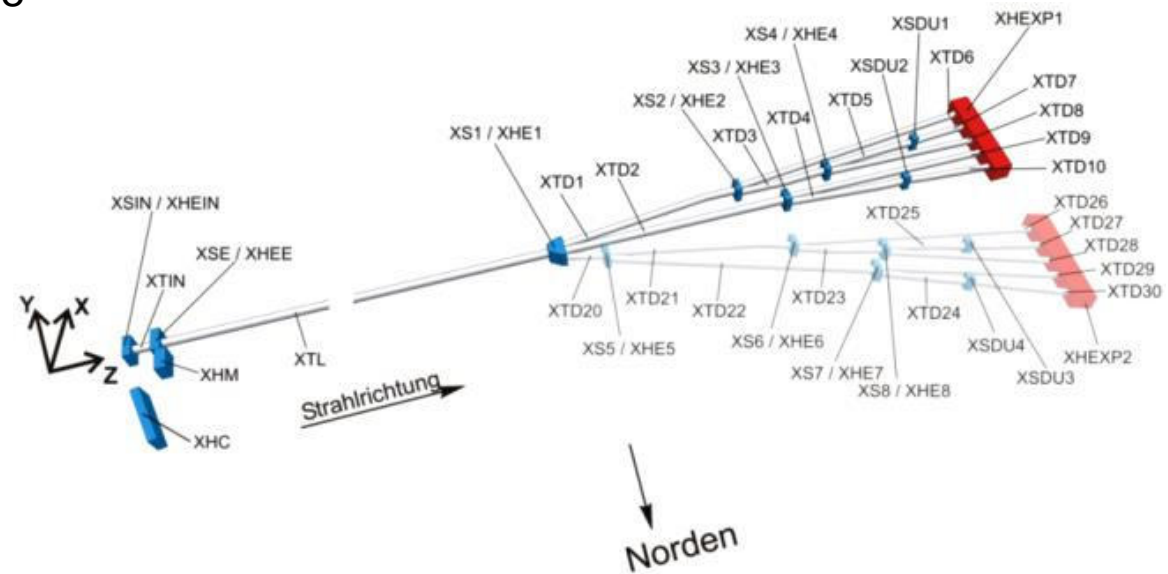 XS4 / XHE4
XSDU1
XHEXP1
XS3 / XHE3
XSDU2
XTD6
XTD7
XS2 / XHE2
XTD5
XTD8
XTD4
XTD9
XS1 / XHE1
XTD3
XTD10
XTD1
XTD2
XSIN / XHEIN
XTD26
XTD25
XTD27
XSE / XHEE
XTD28
XTIN
XTD29
XTD30
XTD20
XTD21
XTD22
XTD23
XTD24
Y
X
Z
XS5 / XHE5
XS6 / XHE6
XSDU4
XHEXP2
XHM
XTL
XS7 / XHE7
XSDU3
XS8 / XHE8
Strahlrichtung
XHC
Norden